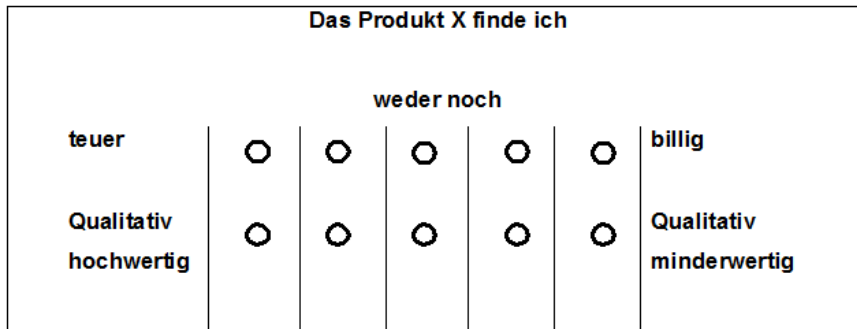 Das Produkt X finde ich
weder noch
teuer billig
Qualitativ Qualitativ
hochwertig minderwertig